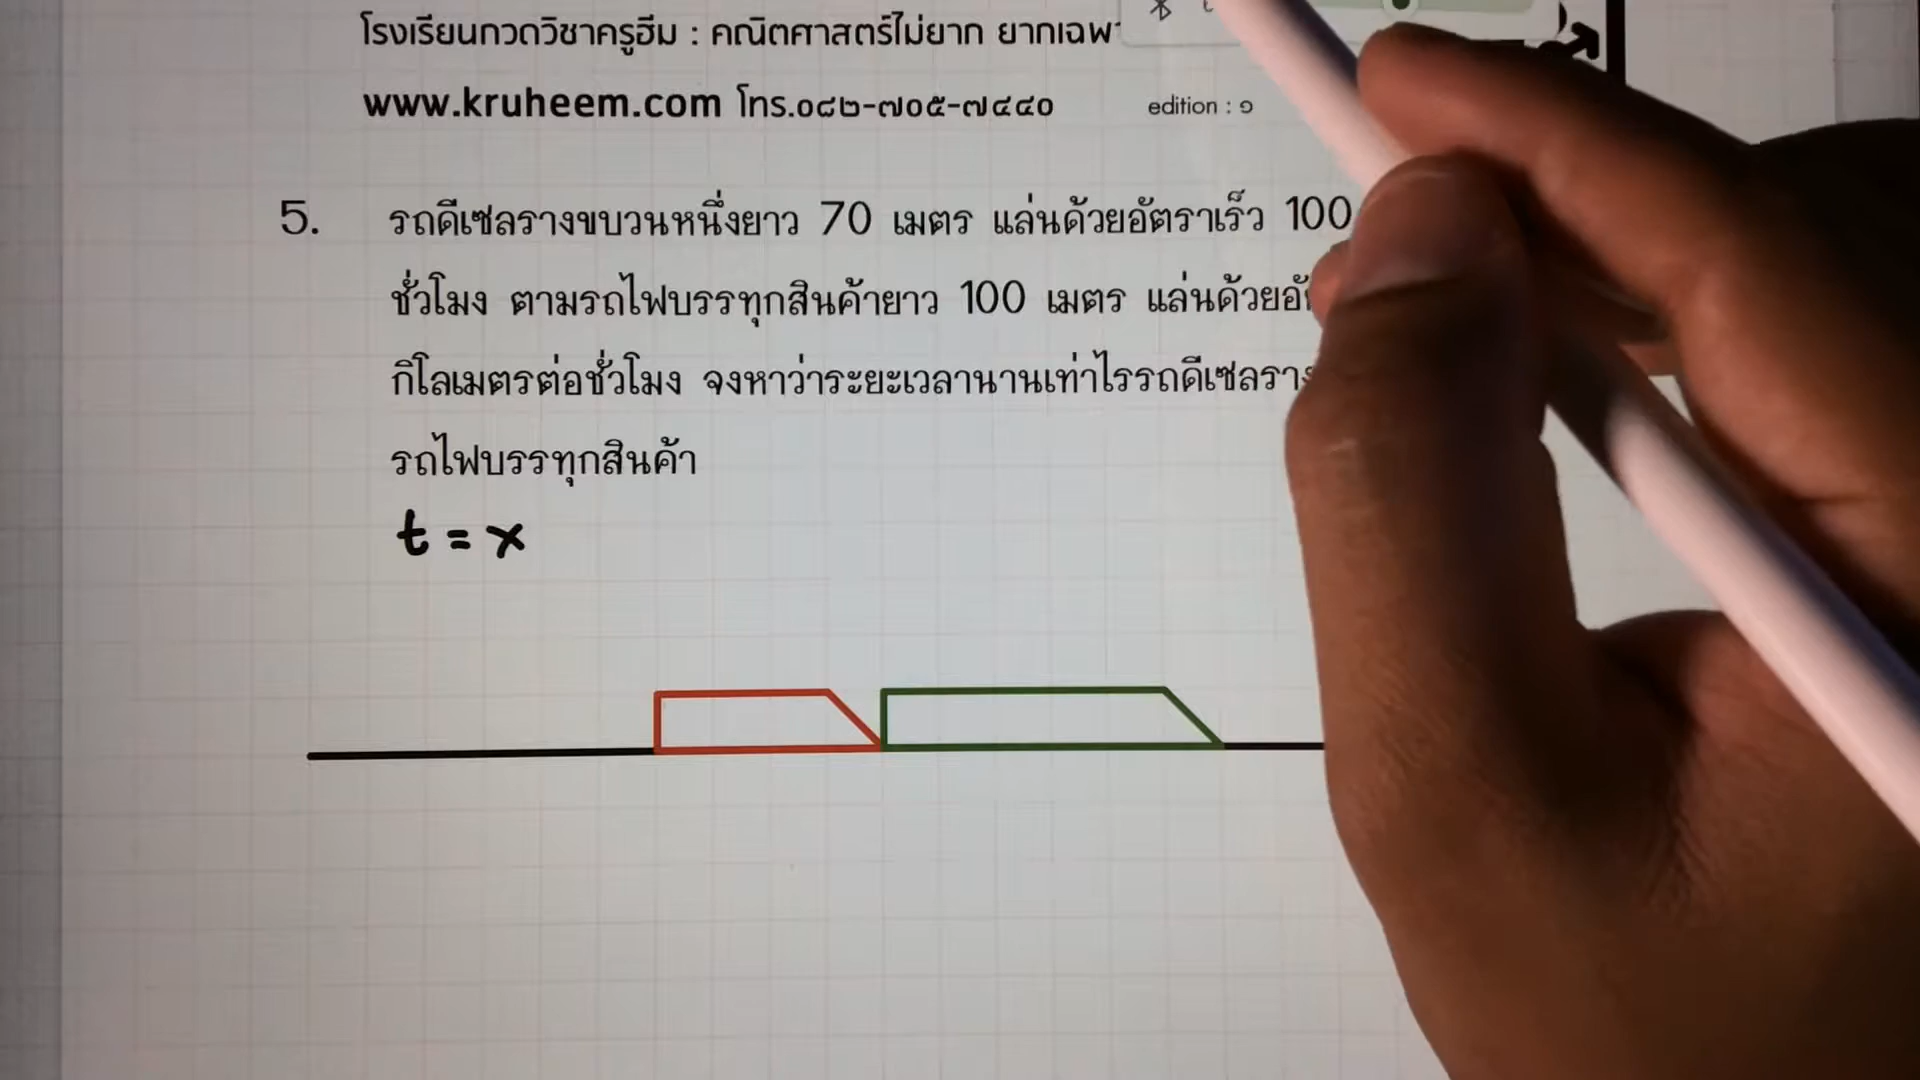 โรงเรียนกวดวิชาครูฮีม : คณิตศาสตร์ไม่ยาก
www.kruheem.com โทร.๐๘๒-๗๐๕-๗๔๔๐ edition : ๑
5. รถดีเซลรางขบวนหนึ่งยาว 70 เมตร แล่นด้วยอัตราเร็ว 100
ชั่วโมง ตามรถไฟบรรทุกสินค้ายาว 100 เมตร แล่นด้วย
กิโลเมตรต่อชั่วโมง จงหาว่าระยะเวลานานเท่าไรรถดีเซลราง
รถไฟบรรทุกสินค้า
t = x